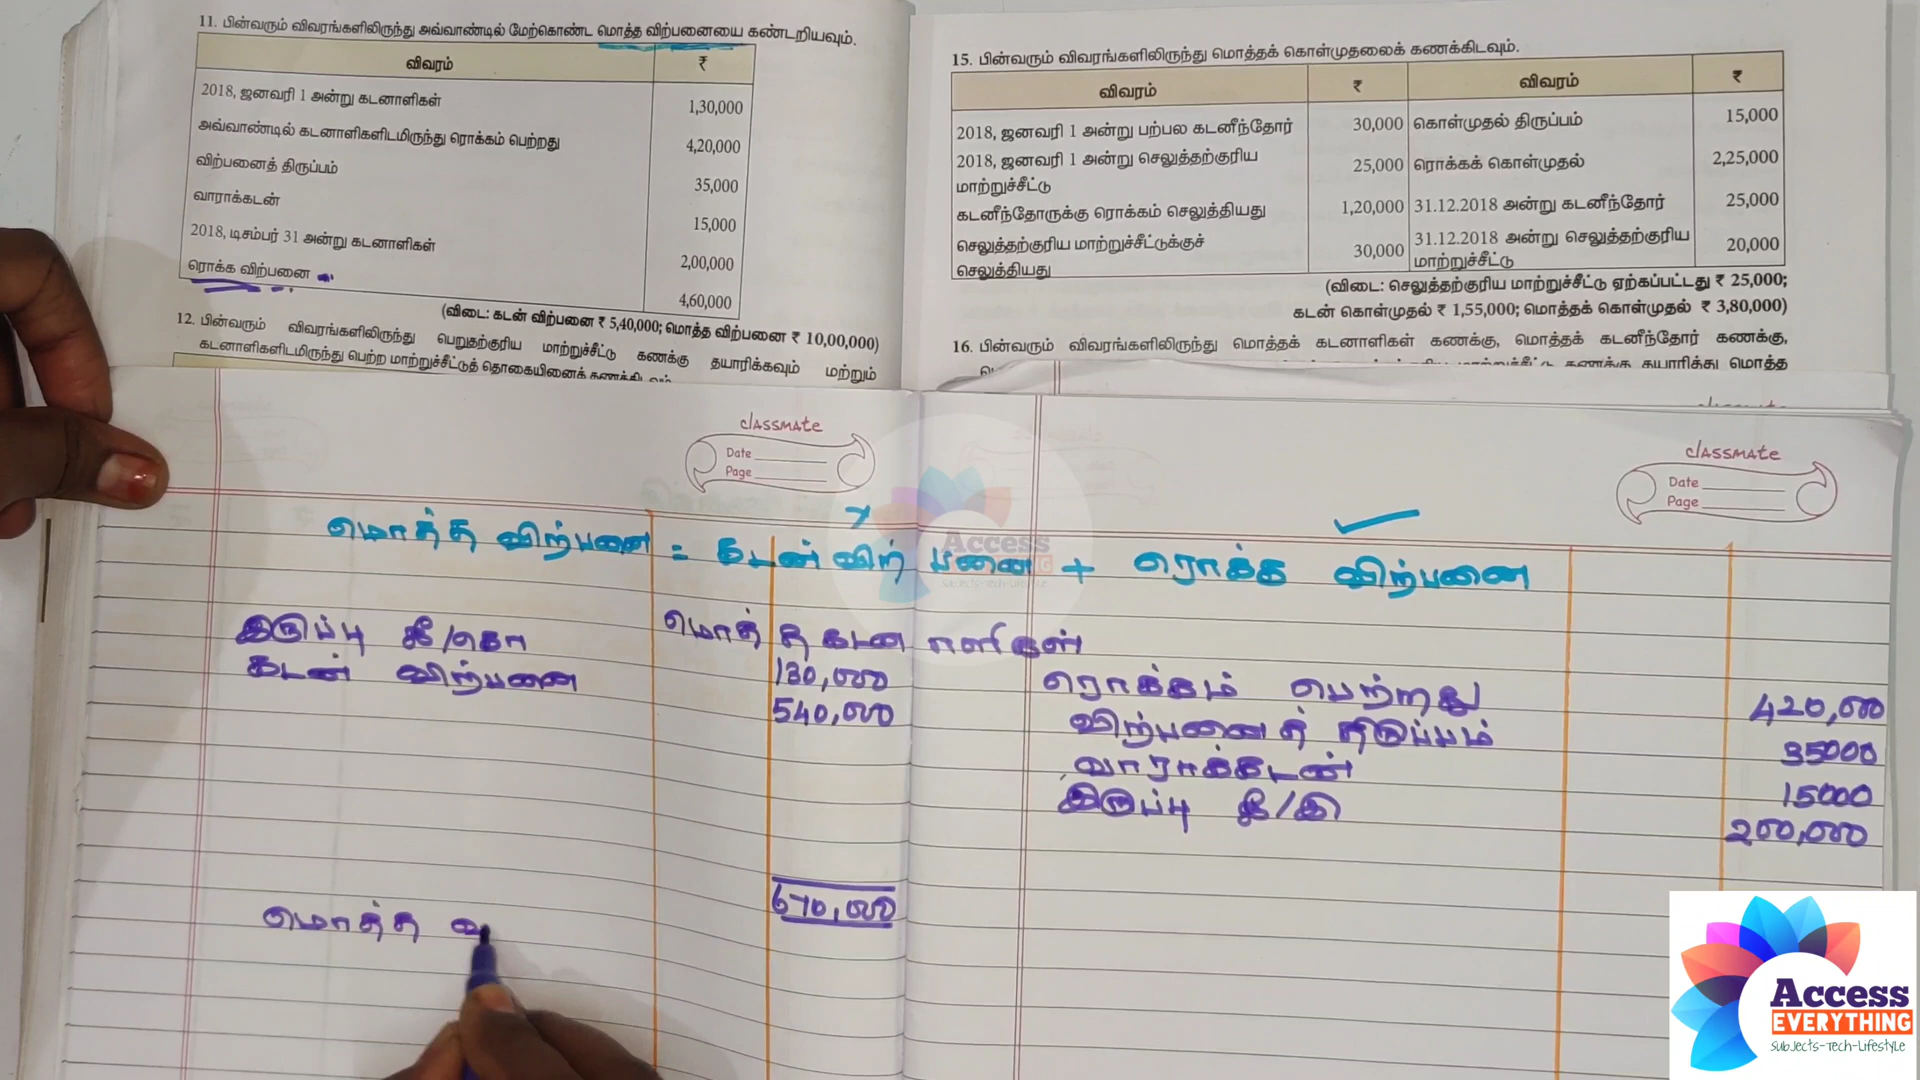 11. பின்வரும் விவரங்களிலிருந்து அவ்வாண்டில் மேற்கொண்ட மொத்த விற்பனையை கண்டறியவும்.
விவரம் ₹
2018, ஜனவரி 1 அன்று கடனாளிகள் 1,30,000
அவ்வாண்டில் கடனாளிகளிடமிருந்து ரொக்கம் பெற்றது 4,20,000
விற்பனைத் திருப்பம் 35,000
வாராக்கடன் 15,000
2018, டிசம்பர் 31 அன்று கடனாளிகள் 2,00,000
ரொக்க விற்பனை 4,60,000
(விடை: கடன் விற்பனை ₹ 5,40,000; மொத்த விற்பனை ₹ 10,00,000)
12. பின்வரும் விவரங்களிலிருந்து பெறுதற்குரிய மாற்றுச்சீட்டு கணக்கு தயாரிக்கவும் மற்றும்
கடனாளிகளிடமிருந்து பெற்ற மாற்றுச்சீட்டுத் தொகையினைக் கணக்கிடவும்
15. பின்வரும் விவரங்களிலிருந்து மொத்தக் கொள்முதலைக் கணக்கிடவும்.
விவரம் ₹ விவரம் ₹
2018, ஜனவரி 1 அன்று பற்பல கடனீந்தோர் 30,000 கொள்முதல் திருப்பம் 15,000
2018, ஜனவரி 1 அன்று செலுத்தற்குரிய
மாற்றுச்சீட்டு 25,000 ரொக்கக் கொள்முதல் 2,25,000
கடனீந்தோருக்கு ரொக்கம் செலுத்தியது 1,20,000 31.12.2018 அன்று கடனீந்தோர் 25,000
செலுத்தற்குரிய மாற்றுச்சீட்டுக்குச்
செலுத்தியது 30,000 31.12.2018 அன்று செலுத்தற்குரிய
மாற்றுச்சீட்டு 20,000
(விடை: செலுத்தற்குரிய மாற்றுச்சீட்டு ஏற்கப்பட்டது ₹ 25,000;
கடன் கொள்முதல் ₹ 1,55,000; மொத்தக் கொள்முதல் ₹ 3,80,000)
16. பின்வரும் விவரங்களிலிருந்து மொத்தக் கடனாளிகள் கணக்கு, மொத்தக் கடனீந்தோர் கணக்கு,
கணக்கு தயாரித்து மொத்த
classmate
Date
Page
classmate
Date
Page
மொத்த விற்பனை = கடன் விற்பனை + ரொக்க விற்பனை
மொத்த கடனாளிகள்
இருப்பு கீ/கொ 130,000
கடன் விற்பனை 540,000
670,000
ரொக்கம் பெற்றது 420,000
விற்பனைத் திருப்பம் 35000
வாராக்கடன் 15000
இருப்பு கீ/இ 200,000
மொத்த வ
Access
EVERYTHING
Subjects-Tech-Lifestyle